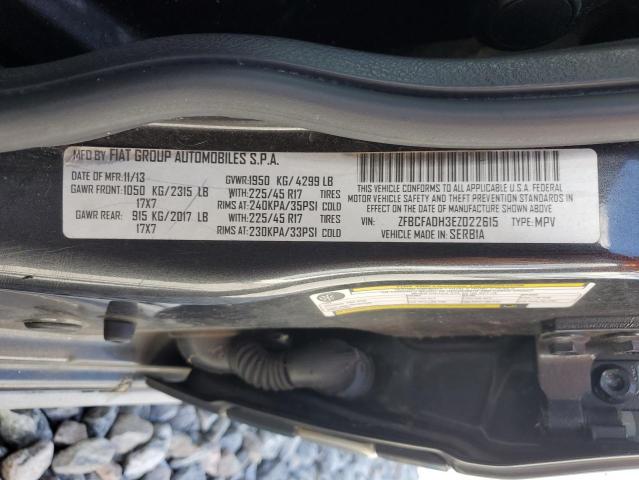 MFD BY FIAT GROUP AUTOMOBILES S.P.A.
DATE OF MFR:11/13 GVWR:1950 KG/4299 LB
GAWR FRONT:1050 KG/2315 LB WITH:225/45 R17 TIRES
17X7 RIMS AT:240KPA/35PSI COLD
GAWR REAR: 915 KG/2017 LB WITH:225/45 R17 TIRES
17X7 RIMS AT:230KPA/33PSI COLD
THIS VEHICLE CONFORMS TO ALL APPLICABLE U.S.A. FEDERAL
MOTOR VEHICLE SAFETY AND THEFT PREVENTION STANDARDS
IN EFFECT ON THE DATE OF MANUFACTURE SHOWN ABOVE.
VIN: ZFBCFADH3EZ022615 TYPE: MPV
VEHICLE MADE IN: SERBIA